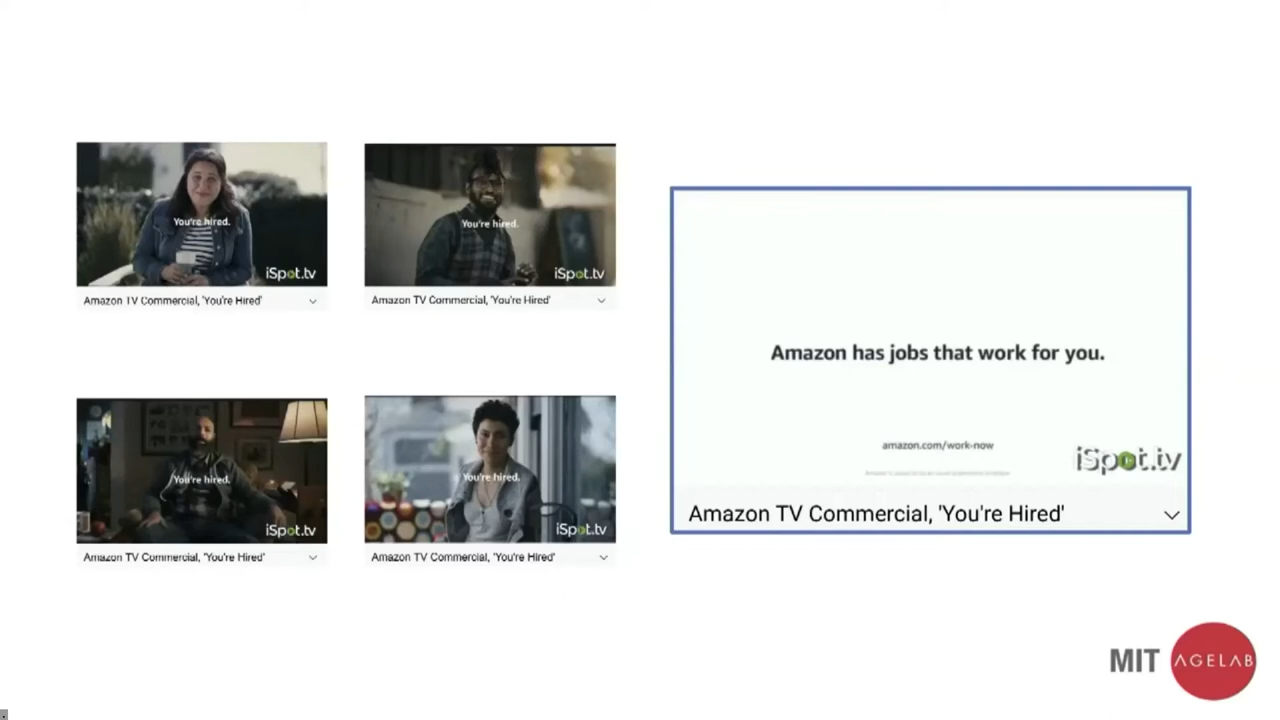 You're hired.
iSpot.tv
Amazon TV Commercial, 'You're Hired'
You're hired.
iSpot.tv
Amazon TV Commercial, 'You're Hired'
You're hired.
iSpot.tv
Amazon TV Commercial, 'You're Hired'
You're hired.
iSpot.tv
Amazon TV Commercial, 'You're Hired'
Amazon has jobs that work for you.
amazon.com/work-now
iSpot.tv
Amazon TV Commercial, 'You're Hired'
MIT AGELAB